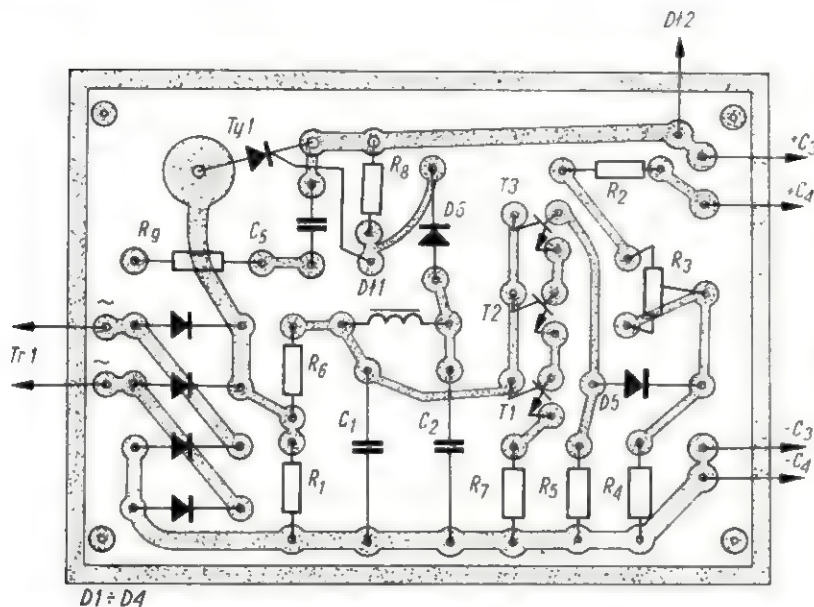 Dł2
Ty1
+C3
R8
+C4
T3
R2
D6
R9
C5
R3
Dł1
~
T2
Tr1
~
R6
T1
D5
C1
C2
-C3
R1
R7
R5
R4
-C4
D1÷D4